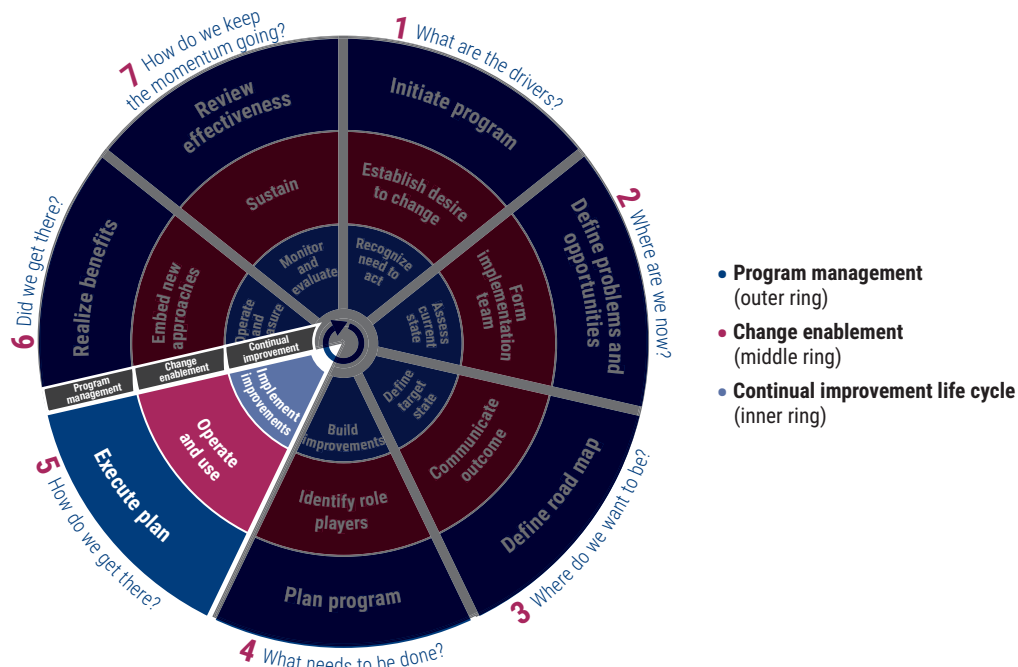 1 What are the drivers?
Initiate program
Establish desire
to change
Recognize
need to
act
2 Where are we now?
Define problems and
opportunities
Form
implementation
team
Assess
current
state
3 Where do we want to be?
Define road map
Communicate
outcome
Define
target
state
4 What needs to be done?
Plan program
Identify role
players
Build
improvements
5 How do we get there?
Execute plan
Operate
and use
Implement
improvements
6 Did we get there?
Realize benefits
Embed new
approaches
Operate
and
7 How do we keep
the momentum going?
Review
effectiveness
Sustain
Monitor
and
evaluate
Program
management
Change
enablement
Continual
improvement
• Program management
(outer ring)
• Change enablement
(middle ring)
• Continual improvement life cycle
(inner ring)